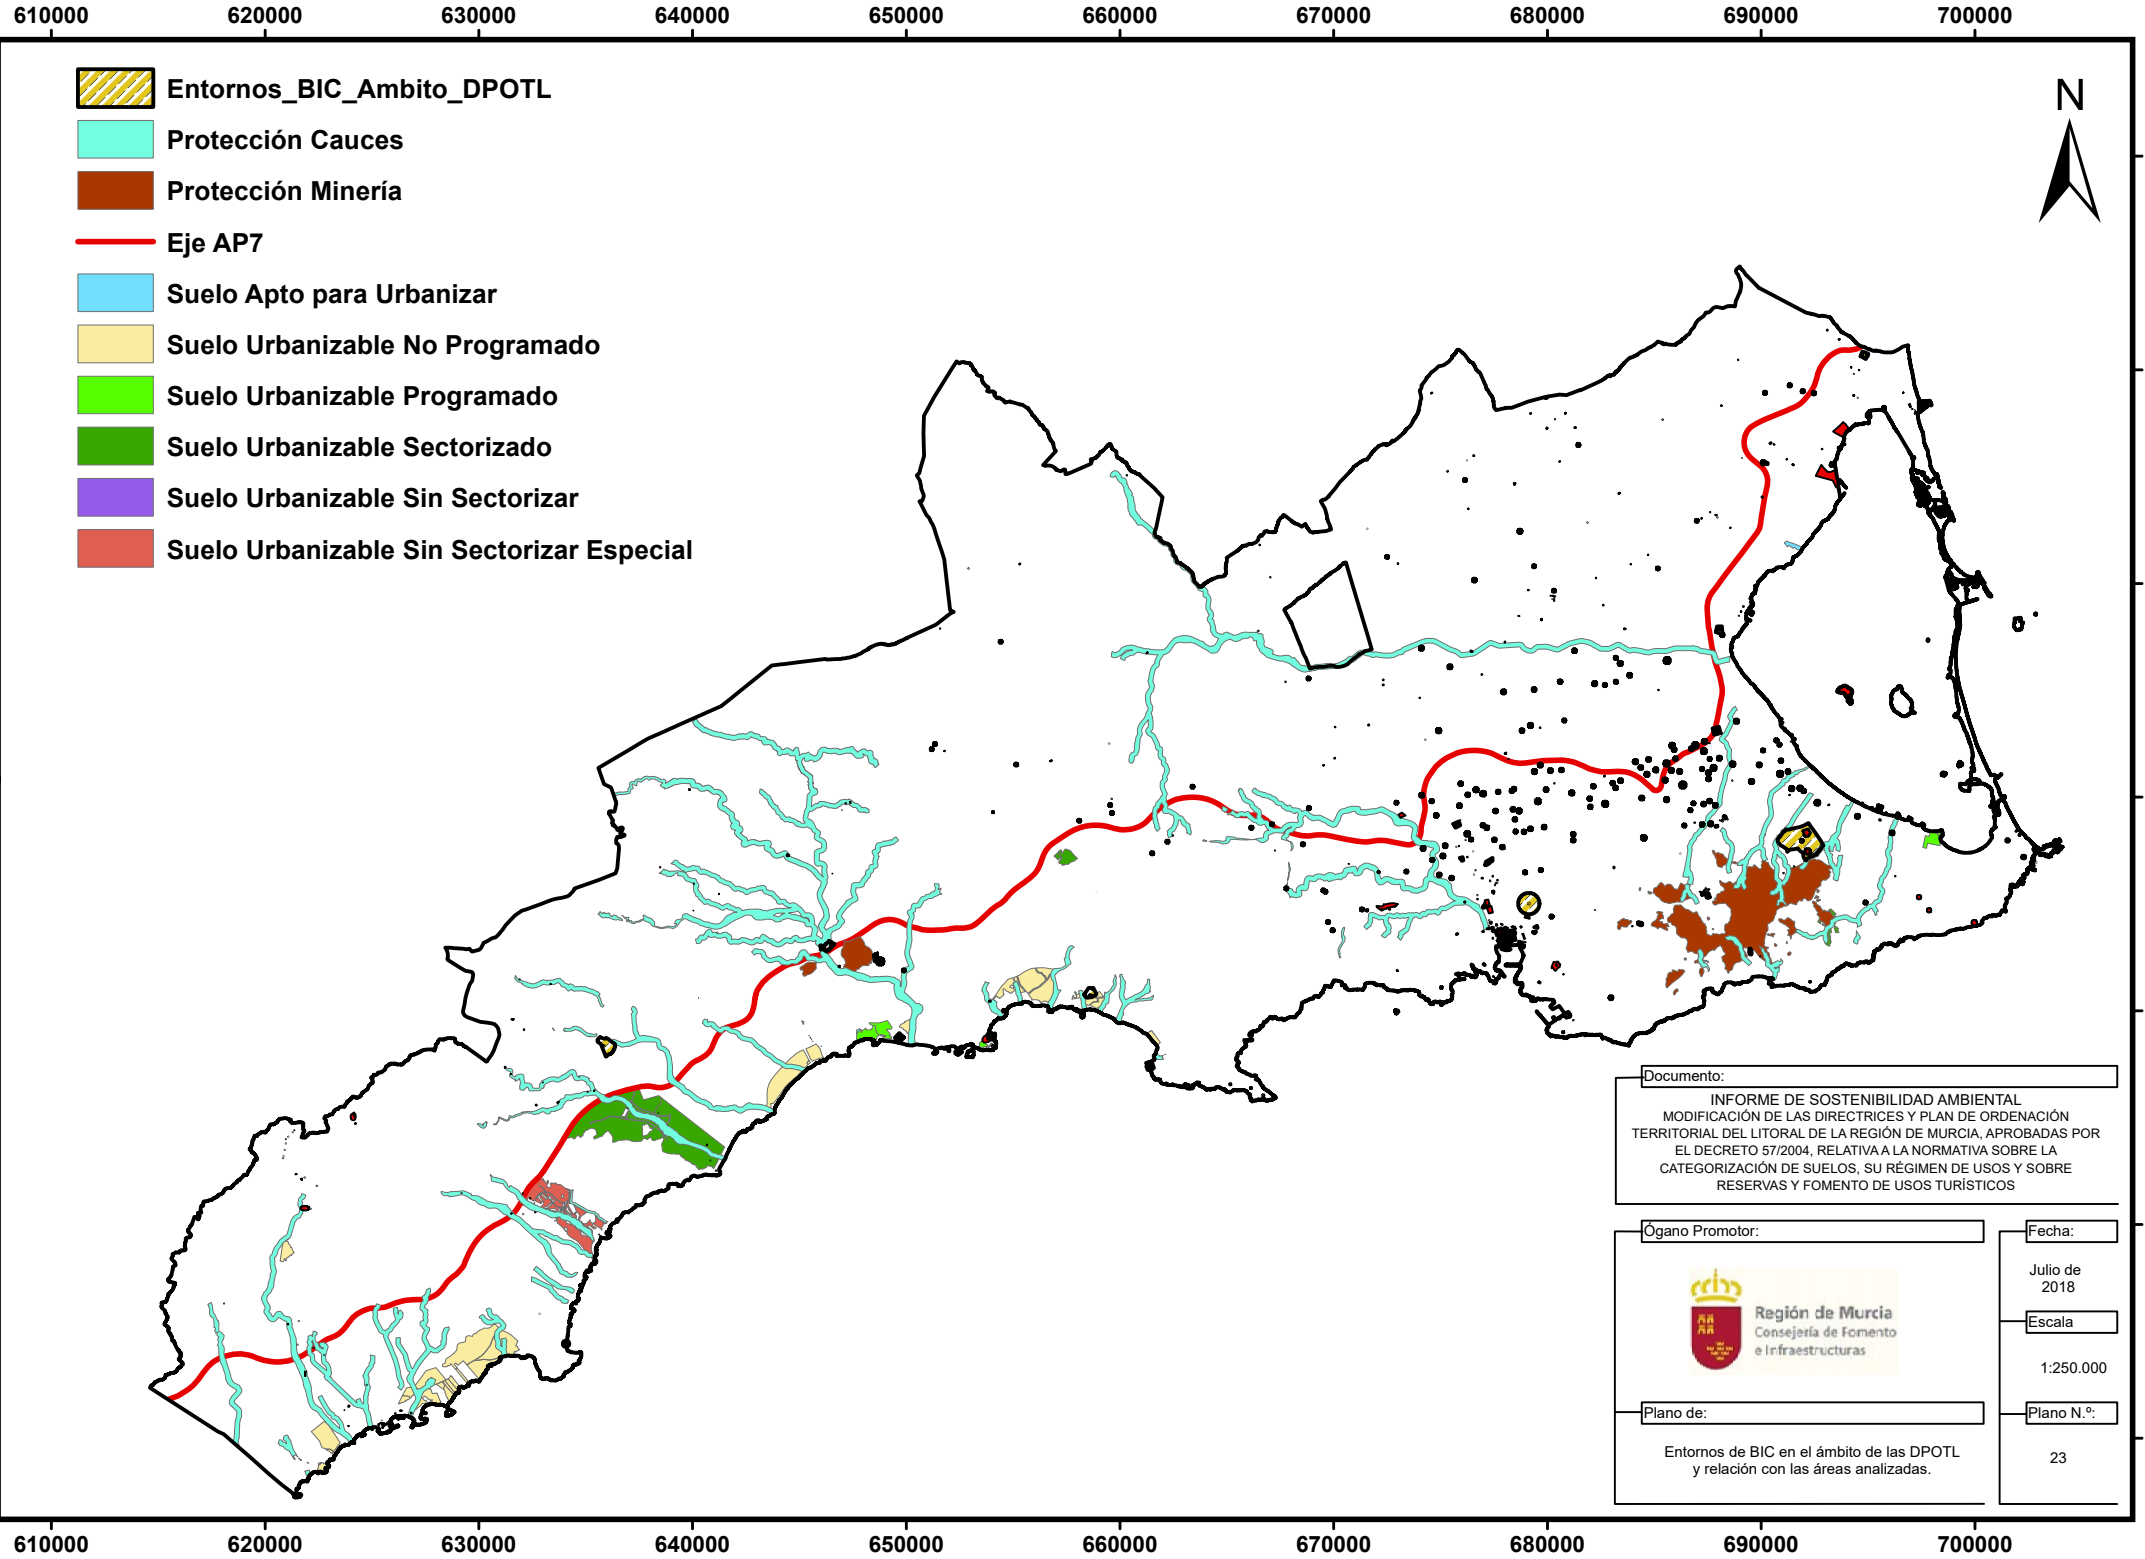 610000 620000 630000 640000 650000 660000 670000 680000 690000 700000
Entornos_BIC_Ambito_DPOTL
Protección Cauces
Protección Minería
Eje AP7
Suelo Apto para Urbanizar
Suelo Urbanizable No Programado
Suelo Urbanizable Programado
Suelo Urbanizable Sectorizado
Suelo Urbanizable Sin Sectorizar
Suelo Urbanizable Sin Sectorizar Especial
N
Documento:
INFORME DE SOSTENIBILIDAD AMBIENTAL
MODIFICACIÓN DE LAS DIRECTRICES Y PLAN DE ORDENACIÓN
TERRITORIAL DEL LITORAL DE LA REGIÓN DE MURCIA, APROBADAS POR
EL DECRETO 57/2004, RELATIVA A LA NORMATIVA SOBRE LA
CATEGORIZACIÓN DE SUELOS, SU RÉGIMEN DE USOS Y SOBRE
RESERVAS Y FOMENTO DE USOS TURÍSTICOS
Ógano Promotor:
Región de Murcia
Consejería de Fomento
e Infraestructuras
Fecha:
Julio de
2018
Escala
1:250.000
Plano de:
Entornos de BIC en el ámbito de las DPOTL
y relación con las áreas analizadas.
Plano N.º:
23
610000 620000 630000 640000 650000 660000 670000 680000 690000 700000